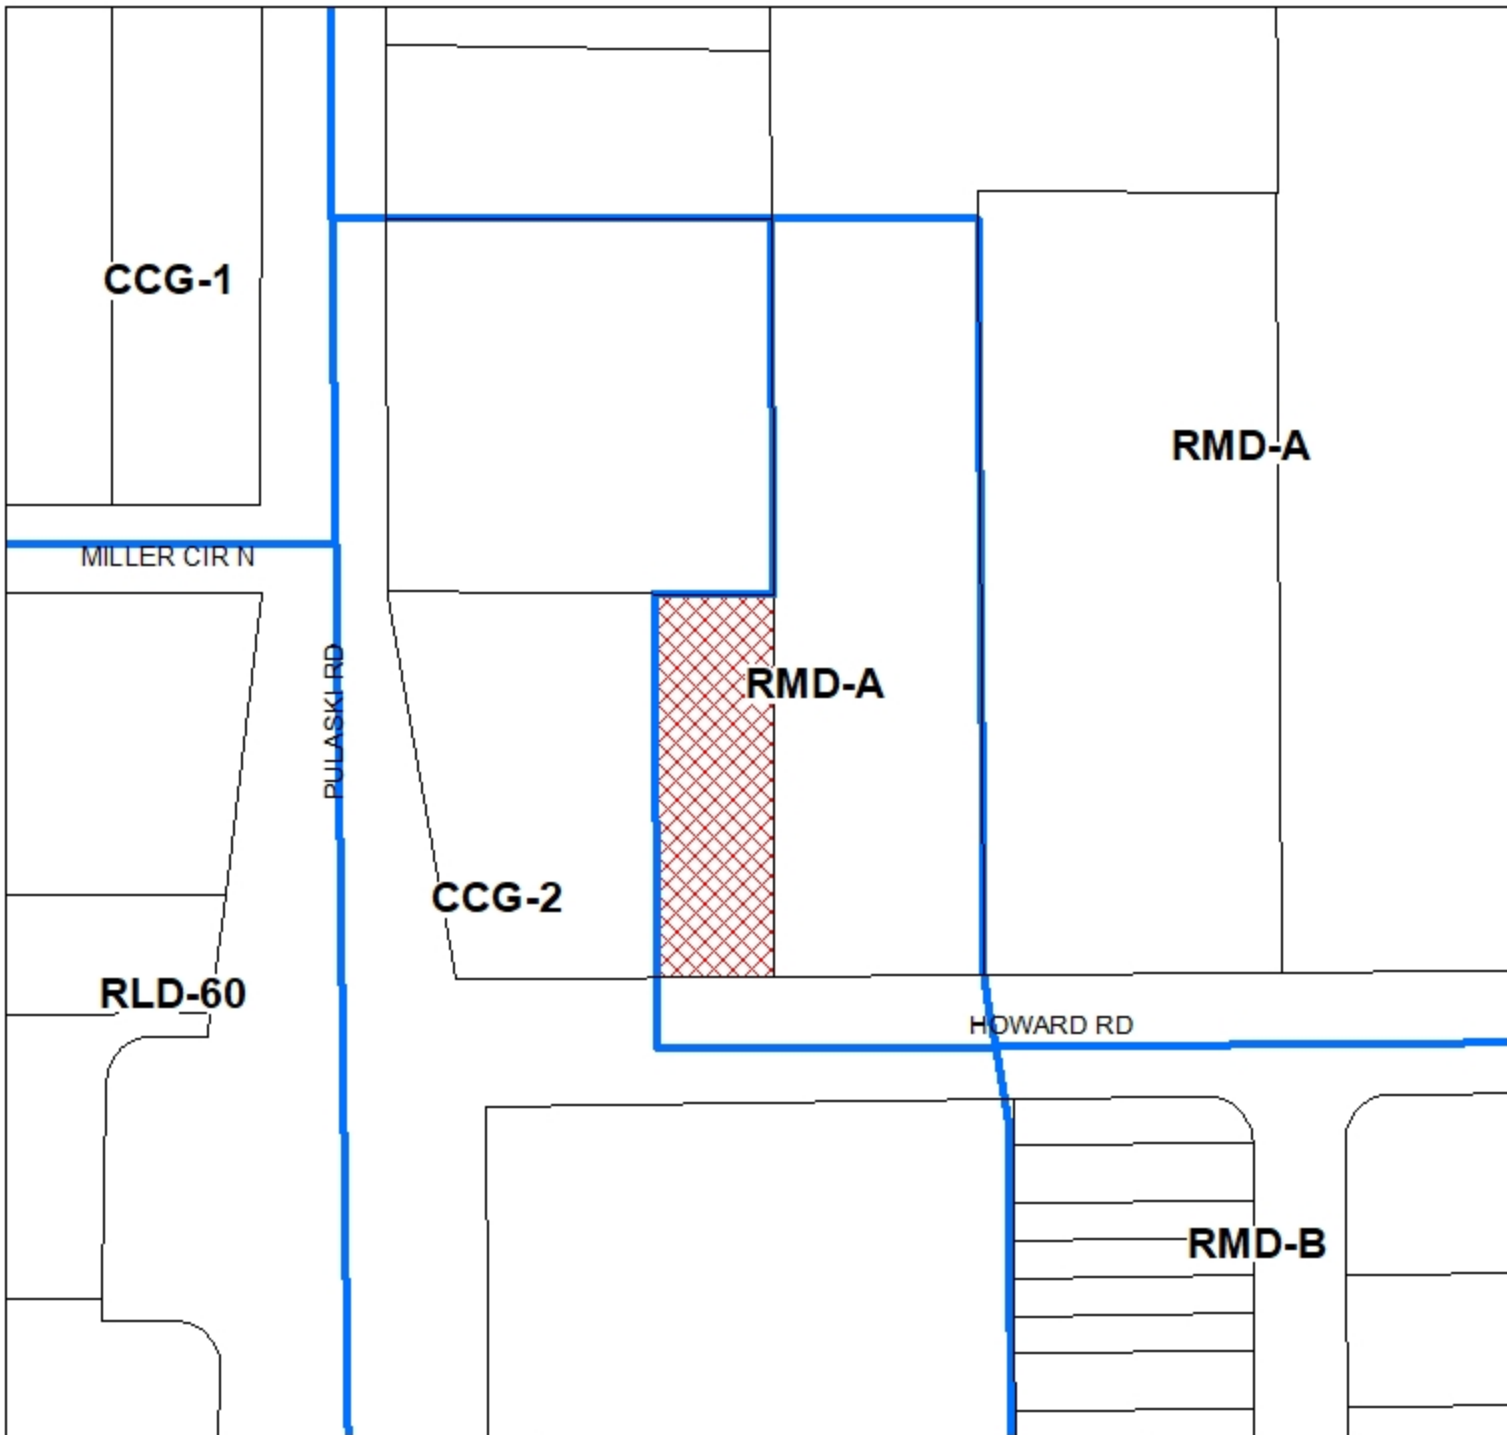 CCG-1
RMD-A
MILLER CIR N
PULASKI RD
RMD-A
CCG-2
RLD-60
HOWARD RD
RMD-B